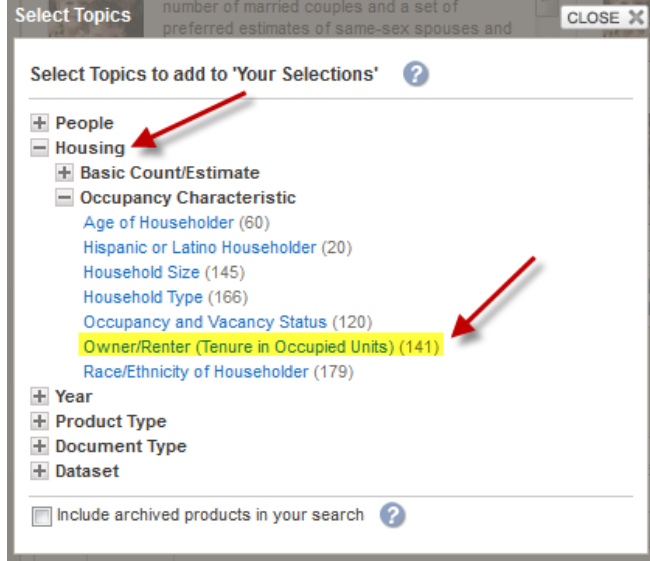 number of married couples and a set of
Select Topics
preferred estimates of same-sex spouses and
CLOSE
Select Topics to add to 'Your Selections' ?
People
Housing
Basic Count/Estimate
Occupancy Characteristic
Age of Householder (60)
Hispanic or Latino Householder (20)
Household Size (145)
Household Type (166)
Occupancy and Vacancy Status (120)
Owner/Renter (Tenure in Occupied Units) (141)
Race/Ethnicity of Householder (179)
Year
Product Type
Document Type
Dataset
Include archived products in your search ?